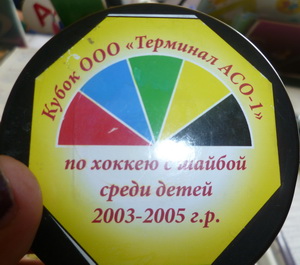 Кубок ООО «Терминал АСО-1»
по хоккею с шайбой
среди детей
2003-2005 г.р.